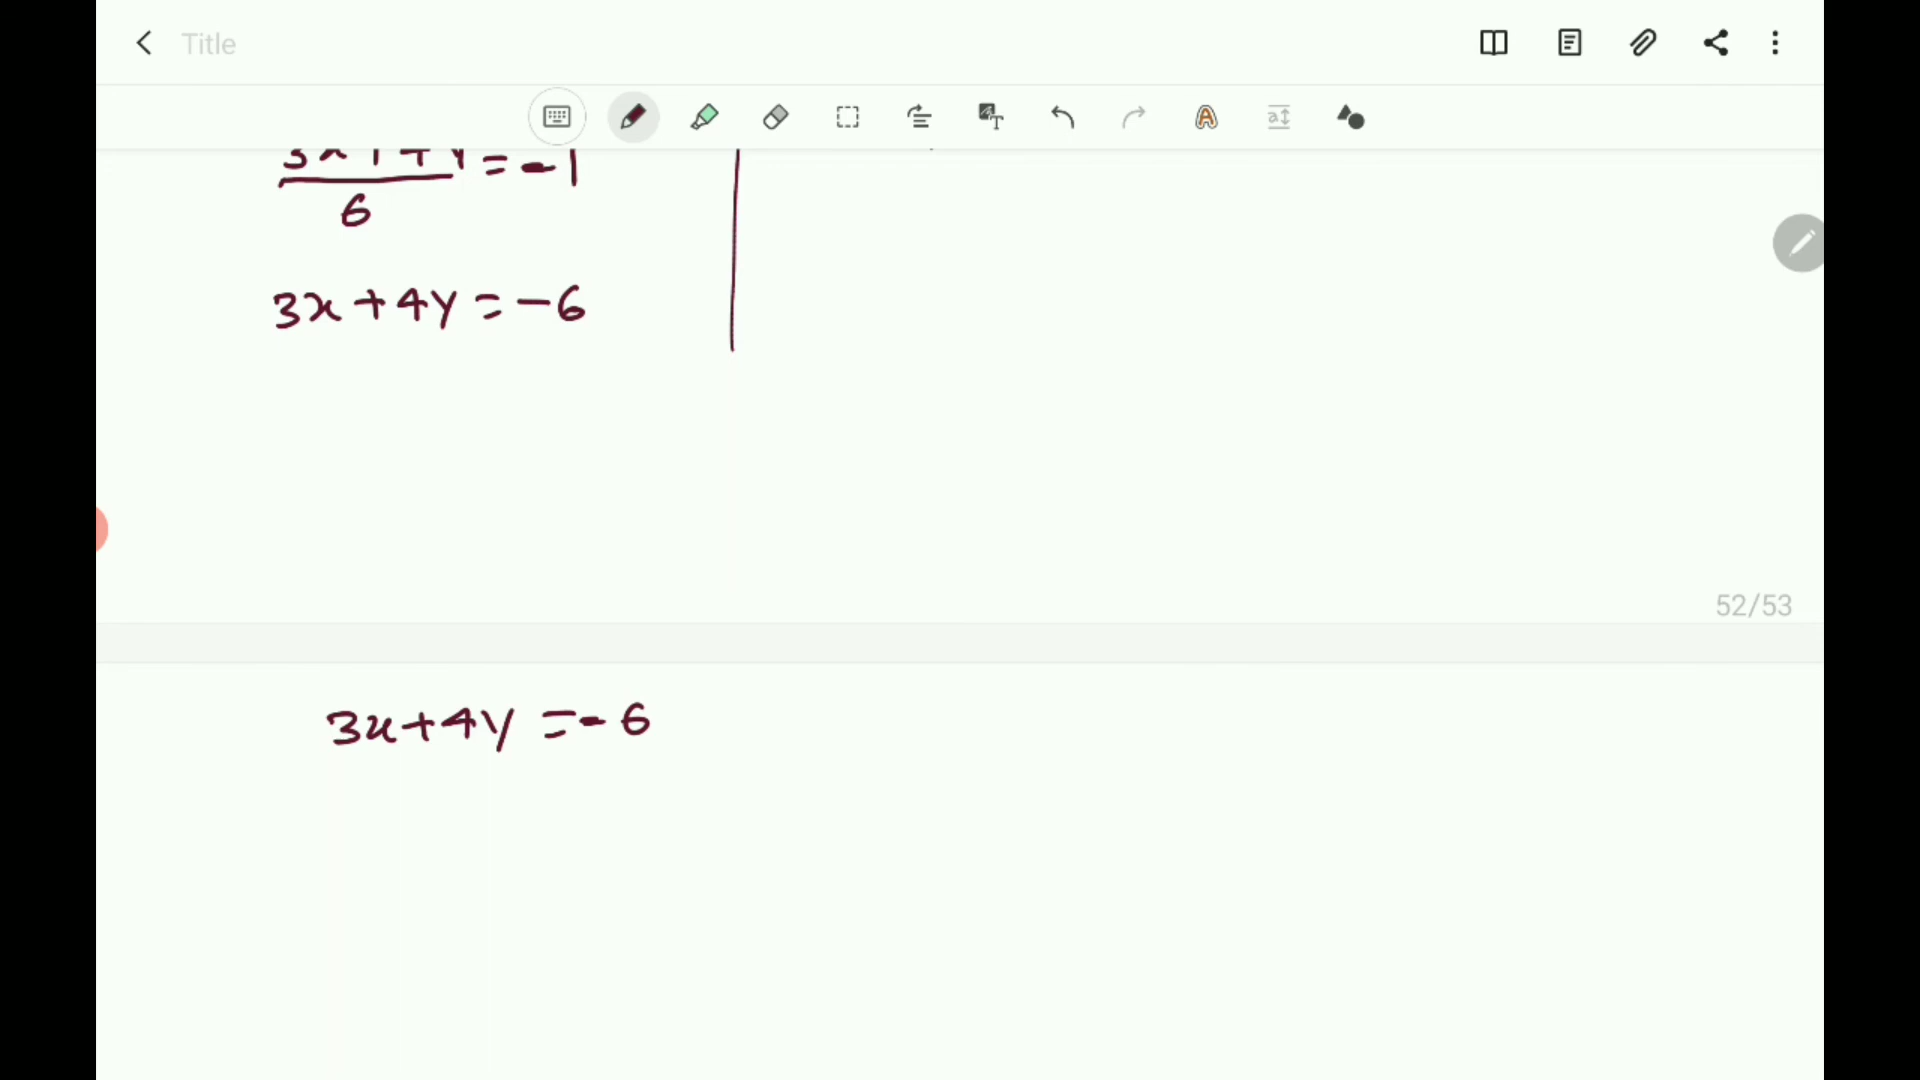 Title
3x+4y = -1
6
3x+4y = -6
52/53
3x+4y = -6